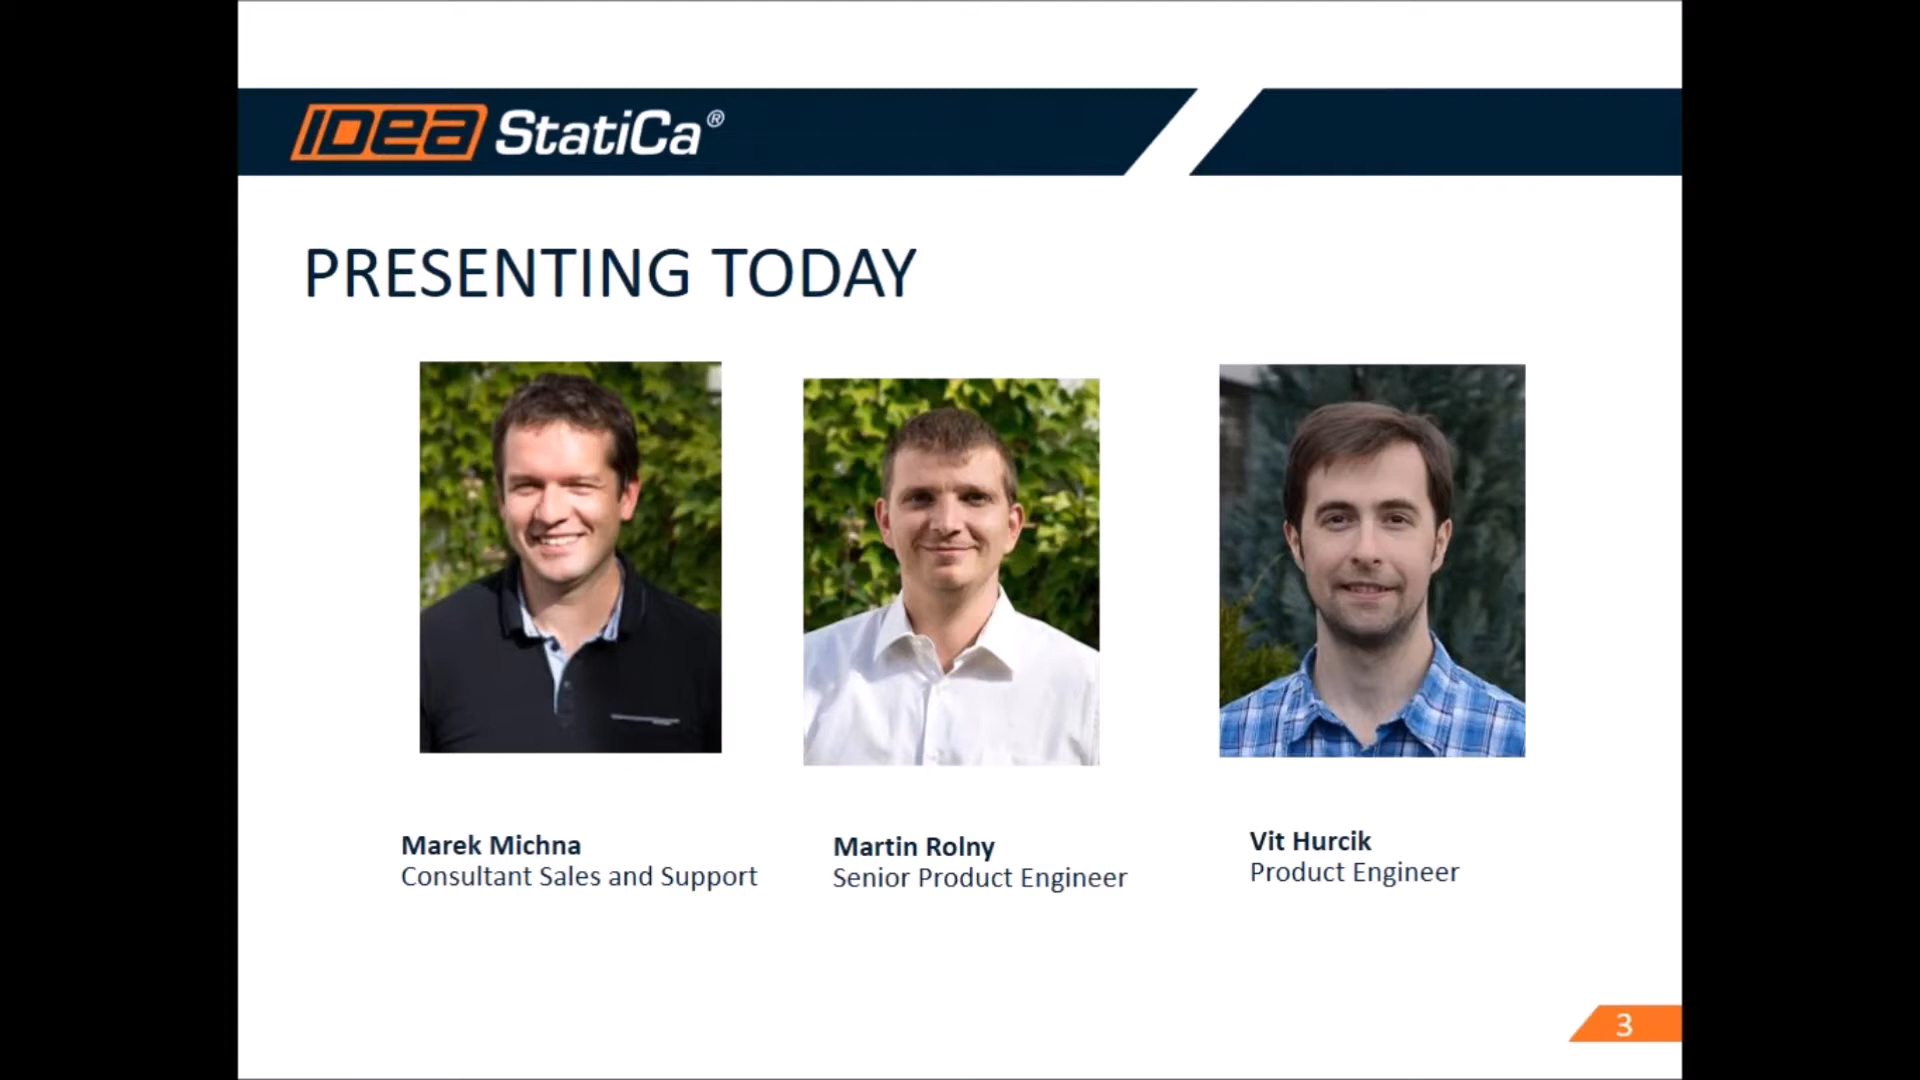 IDEA StatiCa®
PRESENTING TODAY
Marek Michna
Consultant Sales and Support
Martin Rolny
Senior Product Engineer
Vit Hurcik
Product Engineer
3